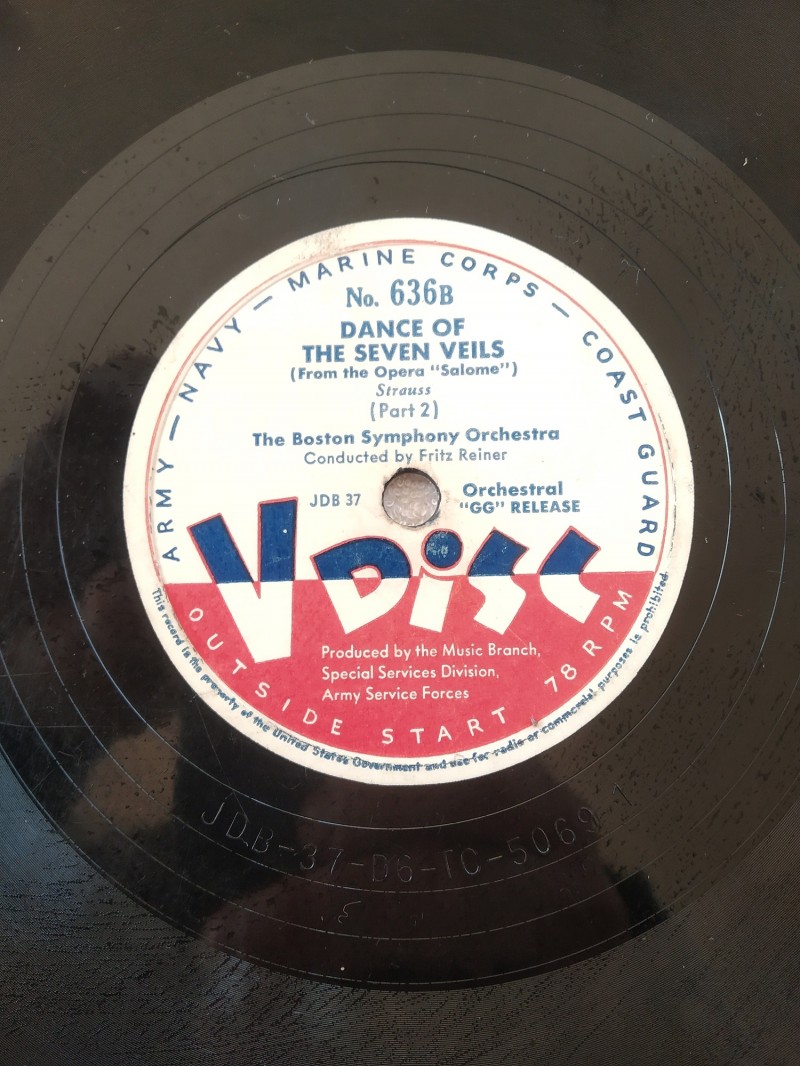 ARMY — NAVY — MARINE CORPS — COAST GUARD
No. 636B
DANCE OF
THE SEVEN VEILS
(From the Opera "Salome")
Strauss
(Part 2)
The Boston Symphony Orchestra
Conducted by Fritz Reiner
JDB 37
Orchestral
"GG" RELEASE
V DISC
Produced by the Music Branch,
Special Services Division,
Army Service Forces
OUTSIDE START 78 RPM
This record is the property of the United States Government and use for radio or commercial purposes is prohibited.